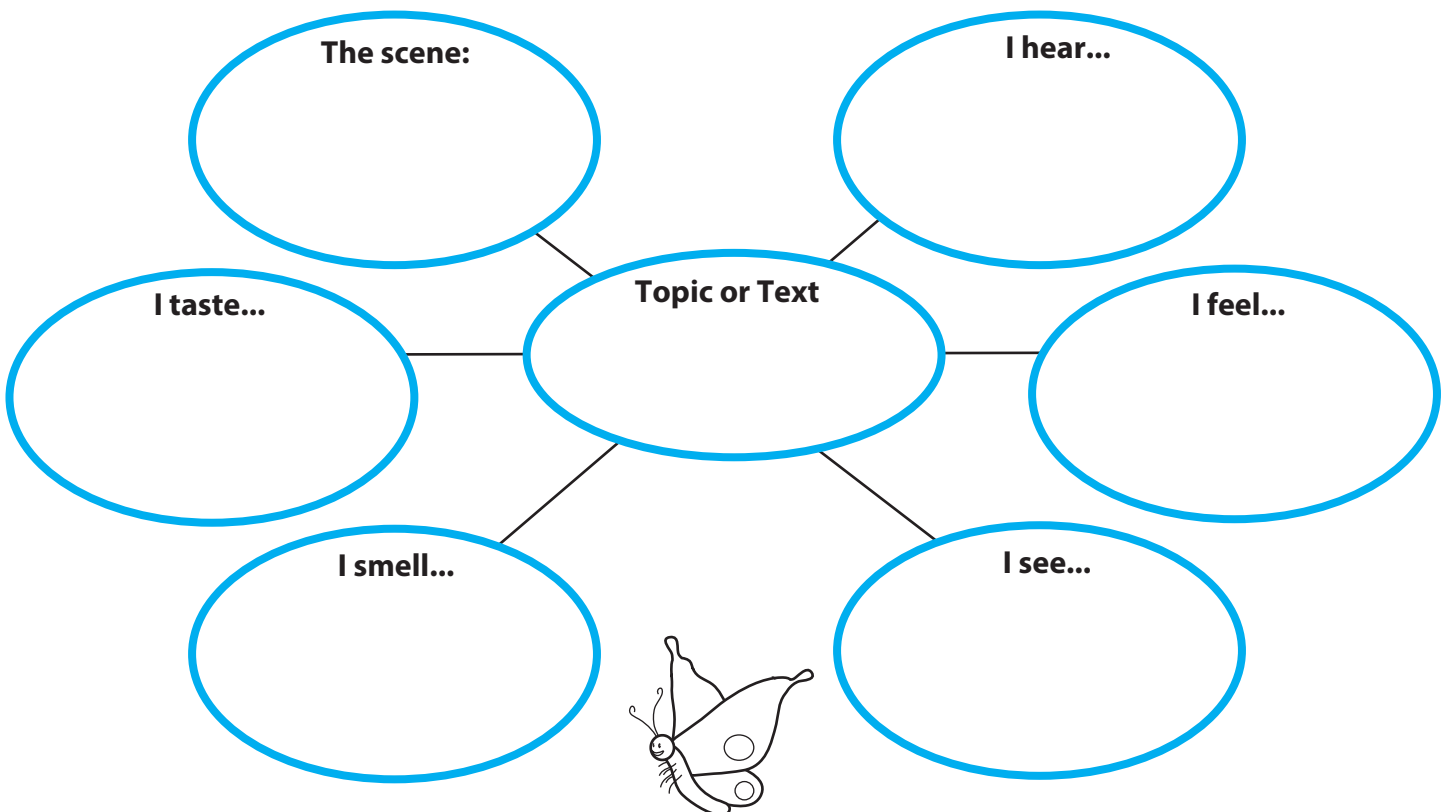 The scene:
I hear...
I taste...
Topic or Text
I feel...
I smell...
I see...